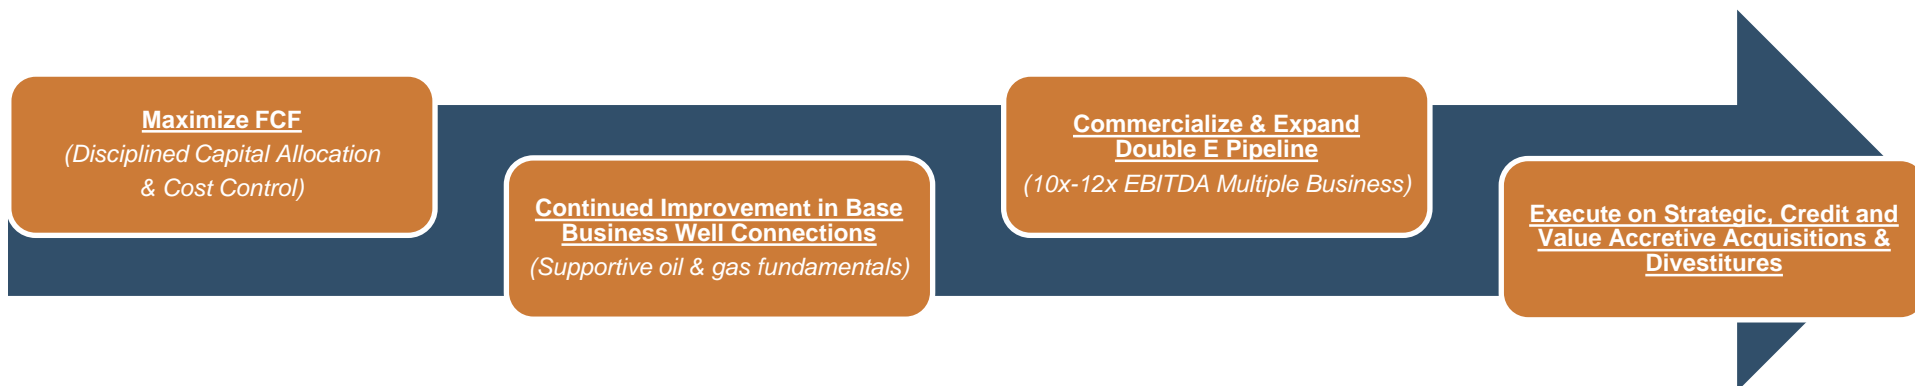 Maximize FCF
(Disciplined Capital Allocation
& Cost Control)
Continued Improvement in Base
Business Well Connections
(Supportive oil & gas fundamentals)
Commercialize & Expand
Double E Pipeline
(10x-12x EBITDA Multiple Business)
Execute on Strategic, Credit and
Value Accretive Acquisitions &
Divestitures